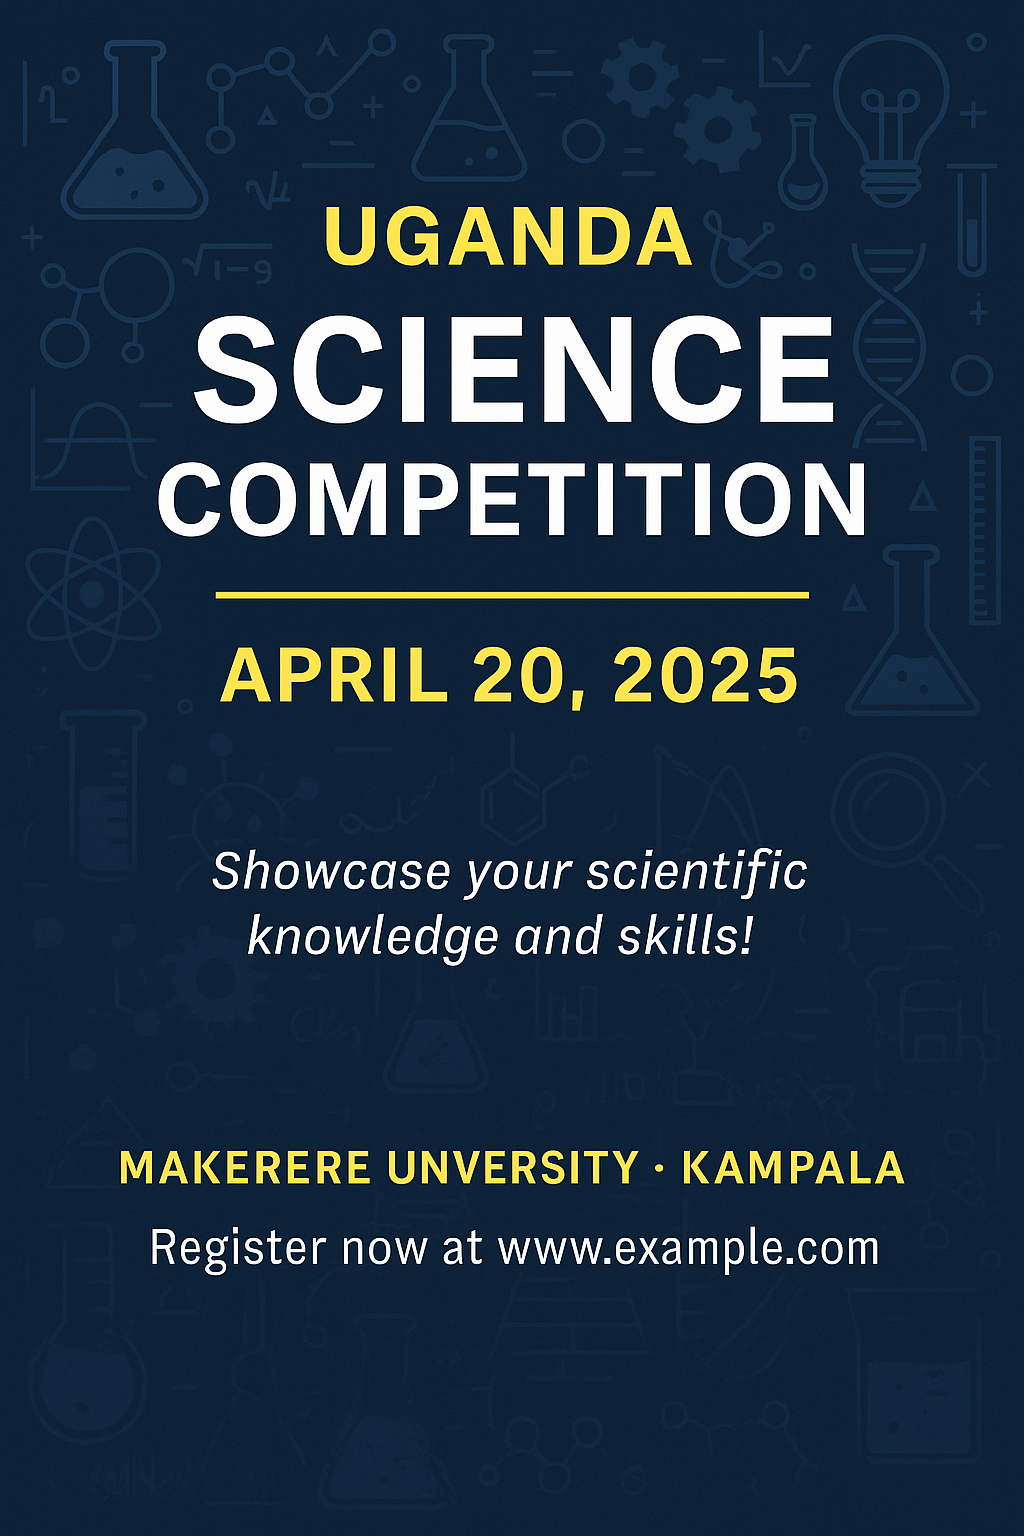 UGANDA
SCIENCE
COMPETITION
APRIL 20, 2025
Showcase your scientific
knowledge and skills!
MAKERERE UNVERSITY · KAMPALA
Register now at www.example.com